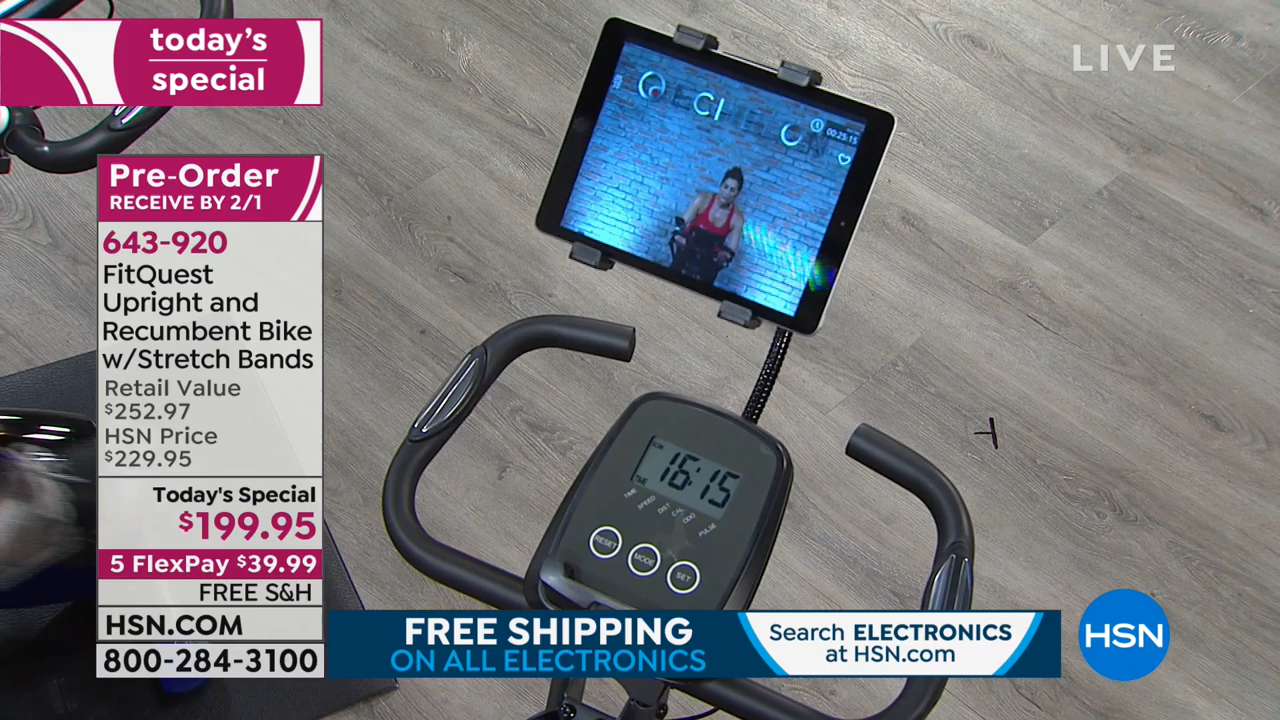 today's
special
LIVE
Pre-Order
RECEIVE BY 2/1
643-920
FitQuest
Upright and
Recumbent Bike
w/Stretch Bands
Retail Value
$252.97
HSN Price
$229.95
Today's Special
$199.95
5 FlexPay $39.99
FREE S&H
HSN.COM
800-284-3100
00:25:15
16:15
TIME
SPEED
DIST
CAL
ODO
PULSE
RESET
MODE
SET
FREE SHIPPING
ON ALL ELECTRONICS
Search ELECTRONICS
at HSN.com
HSN